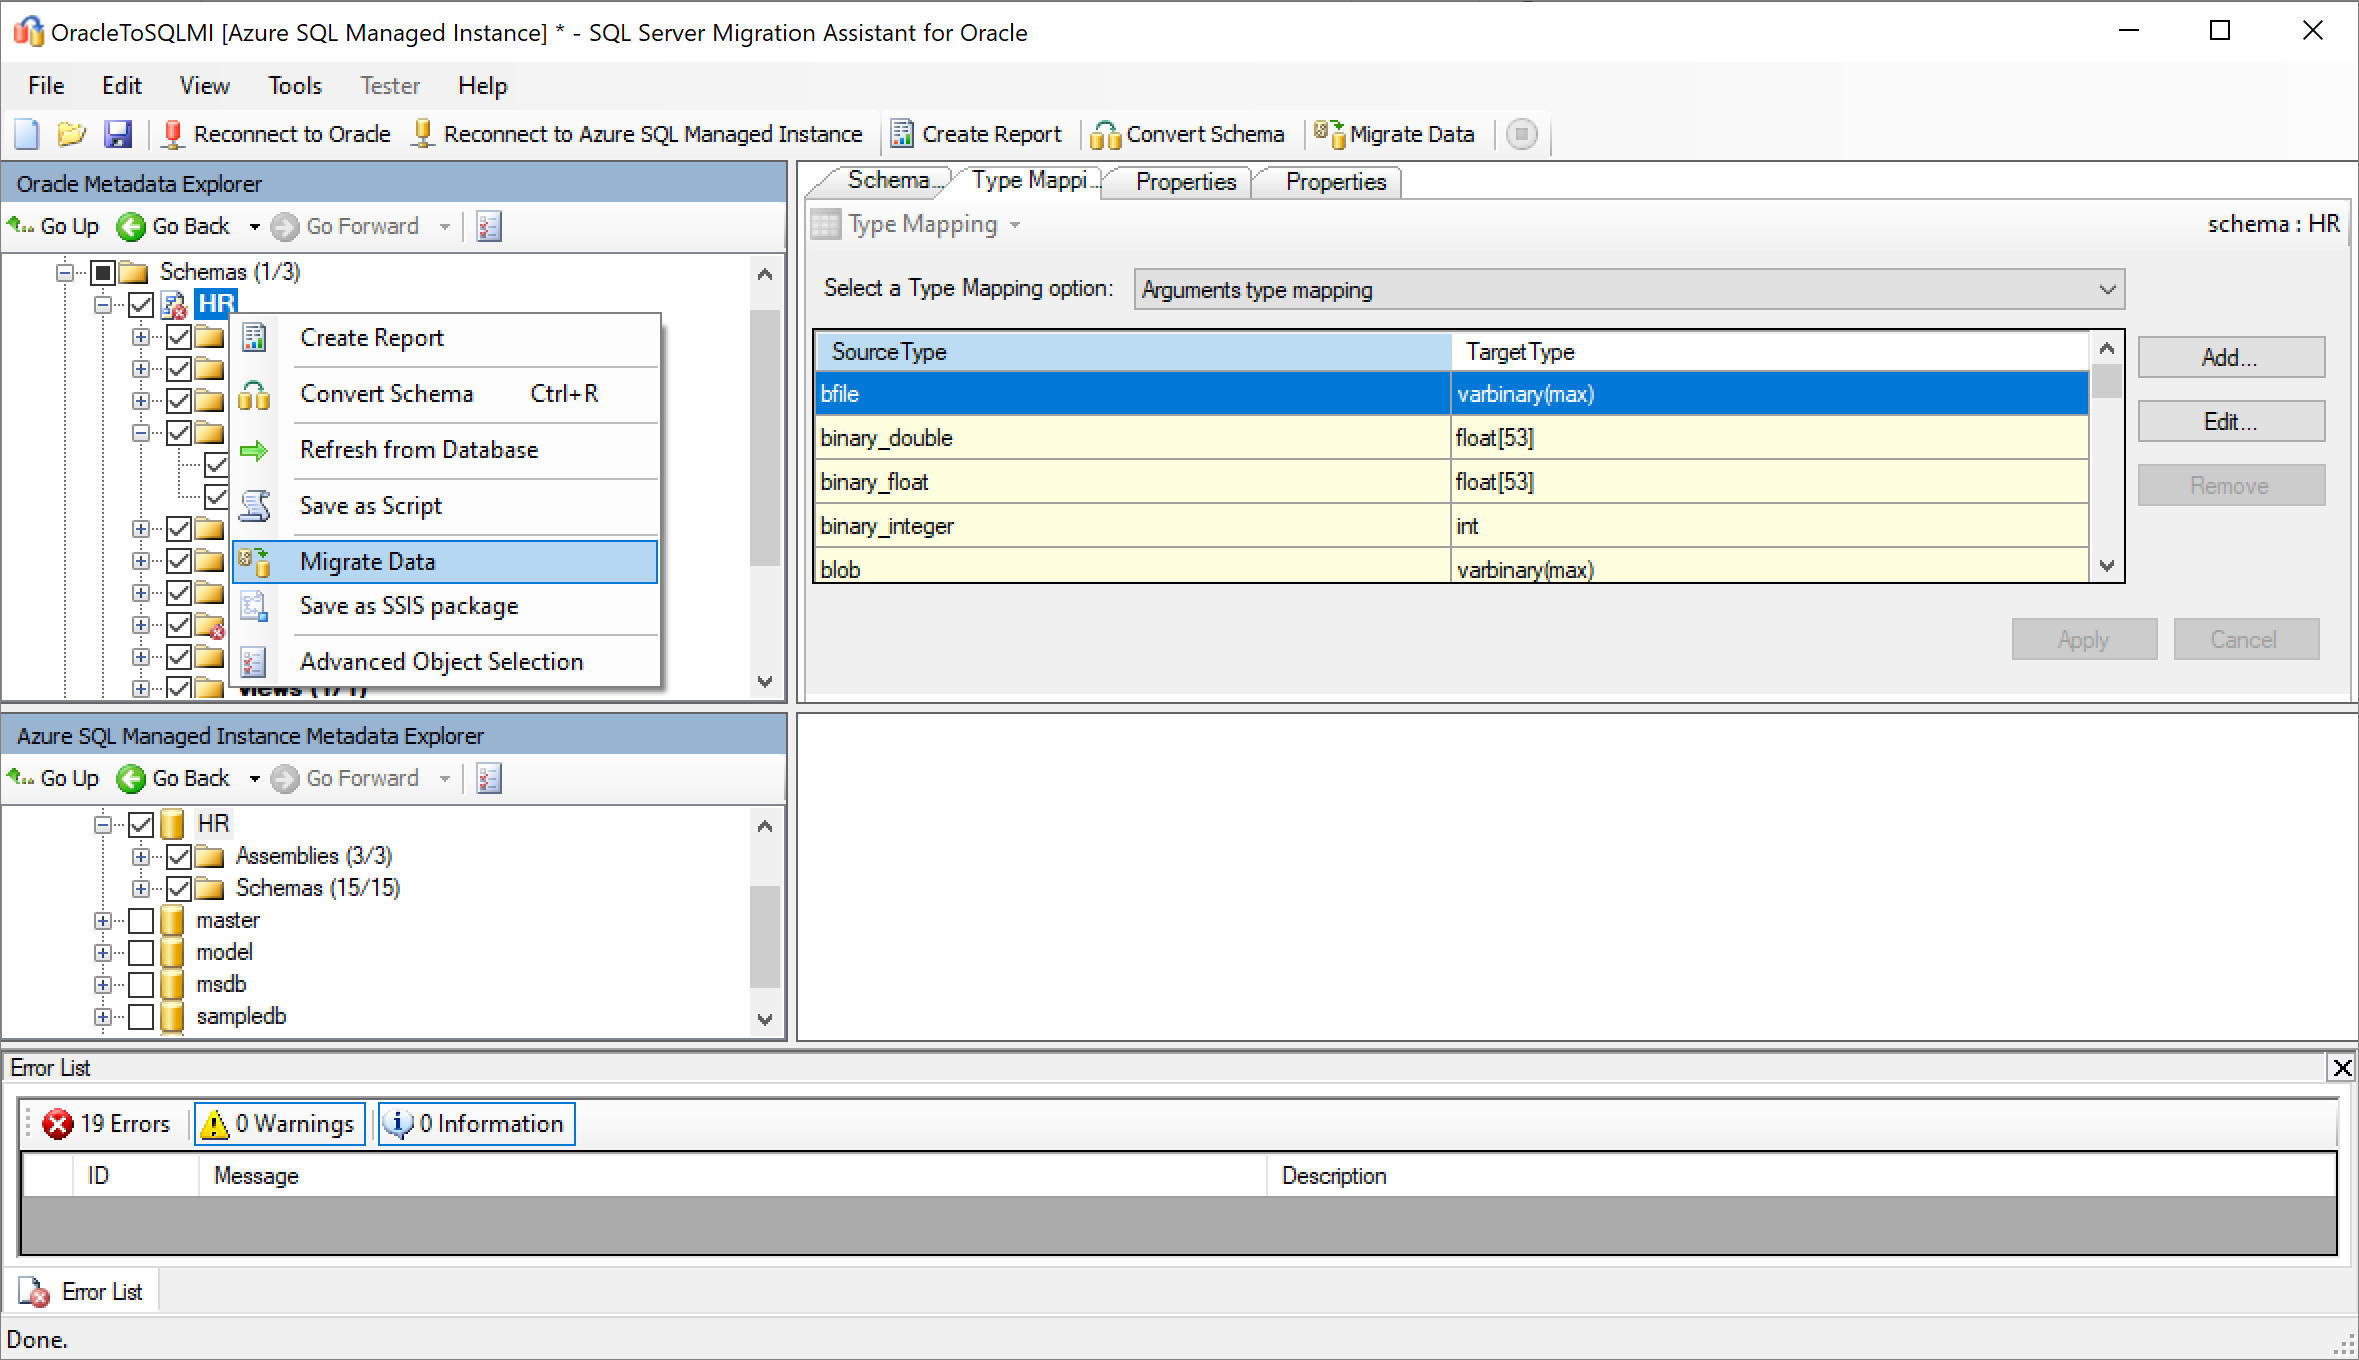 OracleToSQLMI [Azure SQL Managed Instance] * - SQL Server Migration Assistant for Oracle
File Edit View Tools Tester Help
Reconnect to Oracle Reconnect to Azure SQL Managed Instance Create Report Convert Schema Migrate Data
Oracle Metadata Explorer
Go Up Go Back Go Forward
Schemas (1/3)
HR
Create Report
Convert Schema Ctrl+R
Refresh from Database
Save as Script
Migrate Data
Save as SSIS package
Advanced Object Selection
Views (1/1)
Schema... Type Mappi... Properties Properties
Type Mapping schema : HR
Select a Type Mapping option: Arguments type mapping
Source Type Target Type
bfile varbinary(max)
binary_double float[53]
binary_float float[53]
binary_integer int
blob varbinary(max)
Add...
Edit...
Remove
Apply Cancel
Azure SQL Managed Instance Metadata Explorer
Go Up Go Back Go Forward
HR
Assemblies (3/3)
Schemas (15/15)
master
model
msdb
sampledb
Error List
19 Errors 0 Warnings 0 Information
ID Message Description
Error List
Done.